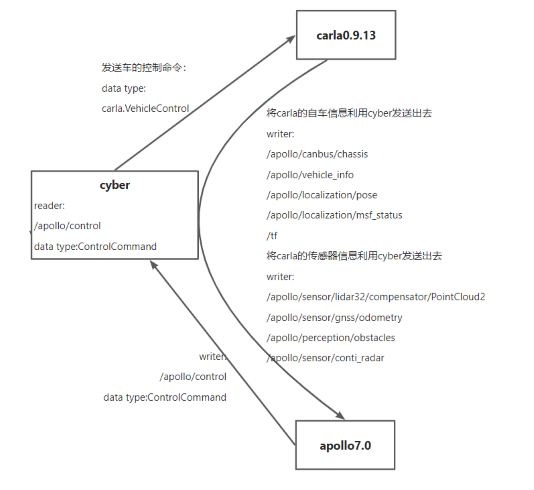 carla0.9.13
发送车的控制命令：
data type:
carla.VehicleControl
将carla的自车信息利用cyber发送出去
writer:
/apollo/canbus/chassis
/apollo/vehicle_info
/apollo/localization/pose
/apollo/localization/msf_status
/tf
将carla的传感器信息利用cyber发送出去
writer:
/apollo/sensor/lidar32/compensator/PointCloud2
/apollo/sensor/gnss/odometry
/apollo/perception/obstacles
/apollo/sensor/conti_radar
cyber
reader:
/apollo/control
data type:ControlCommand
writer:
/apollo/control
data type:ControlCommand
apollo7.0